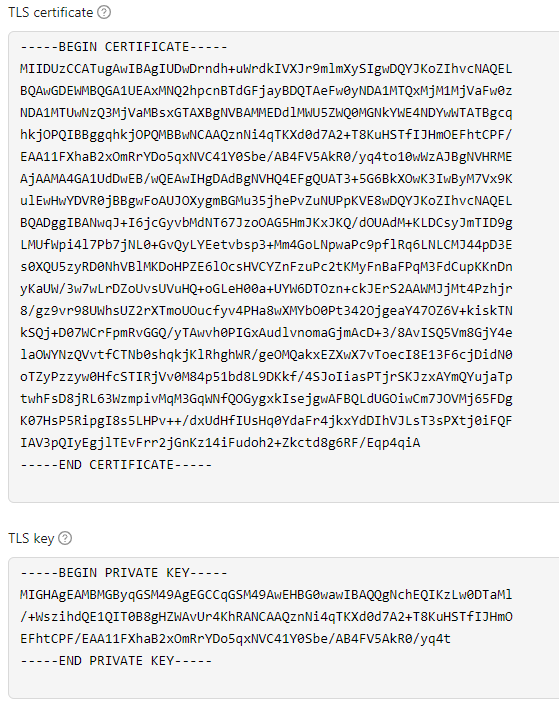 TLS certificate
-----BEGIN CERTIFICATE-----
MIIDUzCCATugAwIBAgIUDwDrndh+uWrdkIVXJr9mlmXySIgwDQYJKoZIhvcNAQEL
BQAwGDEWMBQGA1UEAxMNQ2hpcnBTdGFjayBDQTAeFw0yNDA1MTQxMjM1MjVaFw0z
NDA1MTUwNzQ3MjVaMBsxGTAXBgNVBAMMEDdlMWU5ZWQ0MGNkYWE4NDYwWTATBgcq
hkjOPQIBBggqhkjOPQMBBwNCAAQznNi4qTKXd0d7A2+T8KuHSTfIJHmOEFhtCPF/
EAA11FXhaB2xOmRrYDo5qxNVC41Y0Sbe/AB4FV5AkR0/yq4to10wWzAJBgNVHRME
AjAAMA4GA1UdDwEB/wQEAwIHgDAdBgNVHQ4EFgQUAT3+5G6BkXOwK3IwByM7Vx9K
ulEwHwYDVR0jBBgwFoAUJOXygmBGMu35jhePvZuNUPpKVE8wDQYJKoZIhvcNAQEL
BQADggIBANwqJ+I6jcGyvbMdNT67JzoOAG5HmJKxJKQ/dOUAdM+KLDCsyJmTID9g
LMUfWpi4l7Pb7jNL0+GvQyLYEetvbsp3+Mm4GoLNpwaPc9pflRq6LNLCMJ44pD3E
s0XQU5zyRD0NhVBlMKDoHPZE6lOcsHVCYZnFzuPc2tKMyFnBaFPqM3FdCupKKnDn
yKaUW/3w7wLrDZoUvsUVuHQ+oGLeH00a+UYW6DTOzn+ckJErS2AAWMJjMt4Pzhjr
8/gz9vr98UWhsUZ2rXTmoUOucfyv4PHa8wXMYbO0Pt342OjgeaY47OZ6V+kiskTN
kSQj+D07WCrFpmRvGGQ/yTAwvh0PIGxAudlvnomaGjmAcD+3/8AvISQ5Vm8GjY4e
laOWYNzQVvtfCTNb0shqkjKlRhghWR/geOMQakxEZXwX7vToecI8E13F6cjDidN0
oTZyPzzyw0HfcSTIRjVv0M84p51bd8L9DKkf/4SJoIiasPTjrSKJzxAYmQYujaTp
twhFsD8jRL63WzmpivMqM3GqWNfQOGygxkIsejgwAFBQLdUGOiwCm7JOVMj65FDg
K07HsP5RipgI8s5LHPv++/dxUdHfIUsHq0YdaFr4jkxYdDIhVJLsT3sPXtj0iFQF
IAV3pQIyEgjlTEvFrr2jGnKz14iFudoh2+Zkctd8g6RF/Eqp4qiA
-----END CERTIFICATE-----
TLS key
-----BEGIN PRIVATE KEY-----
MIGHAgEAMBMGByqGSM49AgEGCCqGSM49AwEHBG0wawIBAQQgNchEQIKzLw0DTaMl
/+WszihdQE1QIT0B8gHZWAvUr4KhRANCAAQznNi4qTKXd0d7A2+T8KuHSTfIJHmO
EFhtCPF/EAA11FXhaB2xOmRrYDo5qxNVC41Y0Sbe/AB4FV5AkR0/yq4t
-----END PRIVATE KEY-----